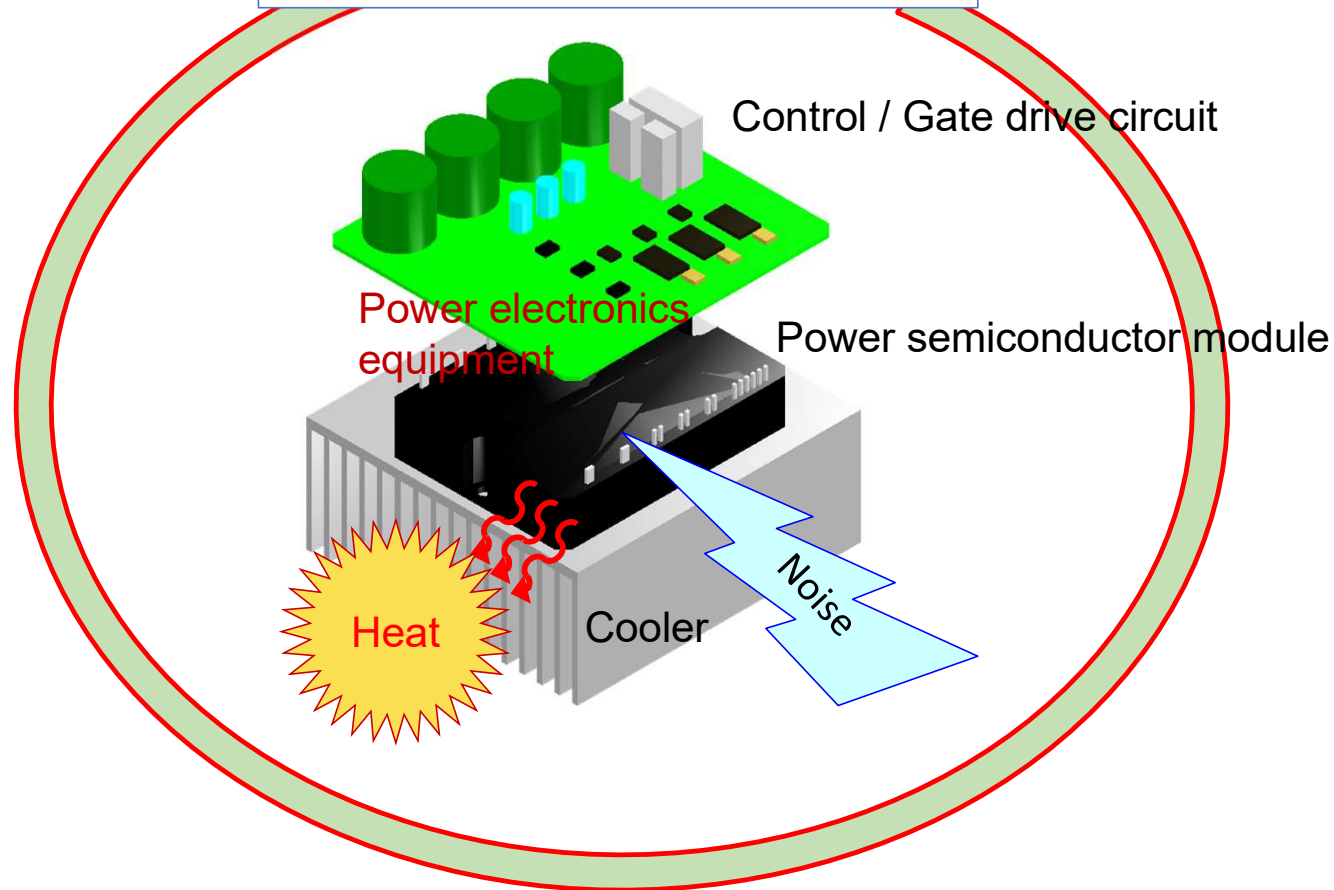 Control / Gate drive circuit
Power electronics
equipment
Power semiconductor module
Noise
Cooler
Heat